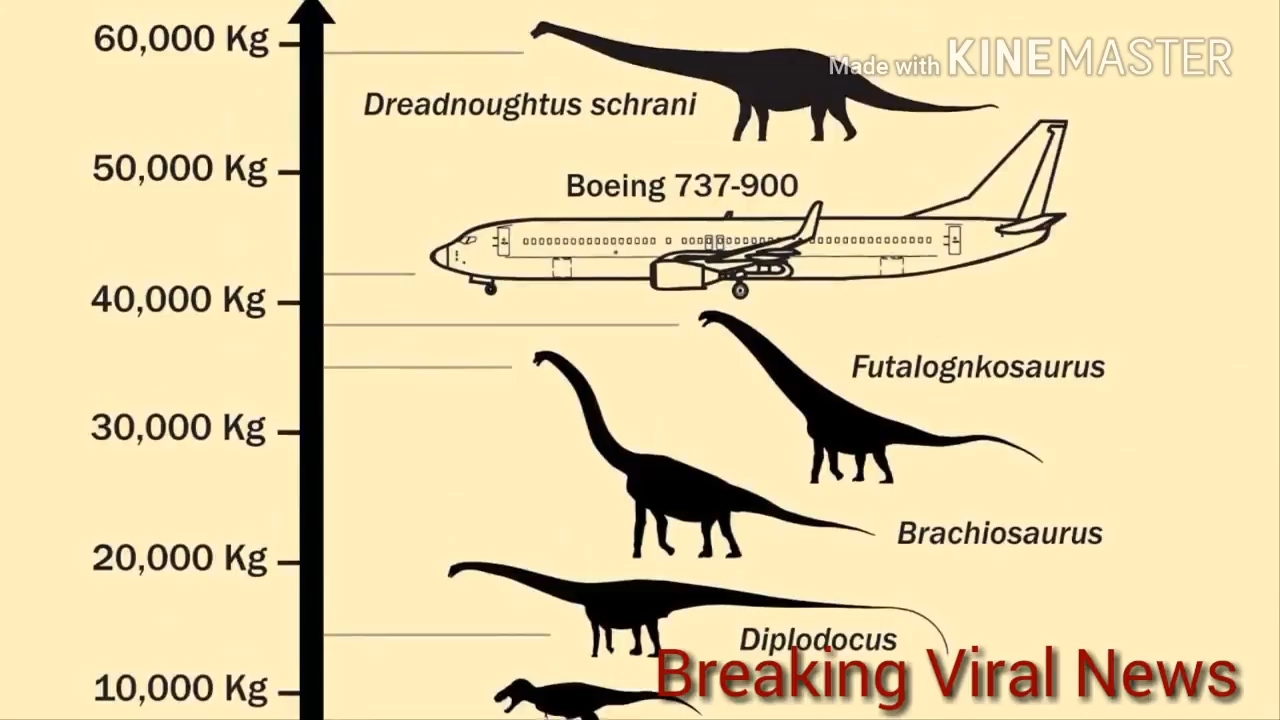 60,000 Kg
Made with KINEMASTER
Dreadnoughtus schrani
50,000 Kg
Boeing 737-900
40,000 Kg
Futalognkosaurus
30,000 Kg
Brachiosaurus
20,000 Kg
Diplodocus
Breaking Viral News
10,000 Kg